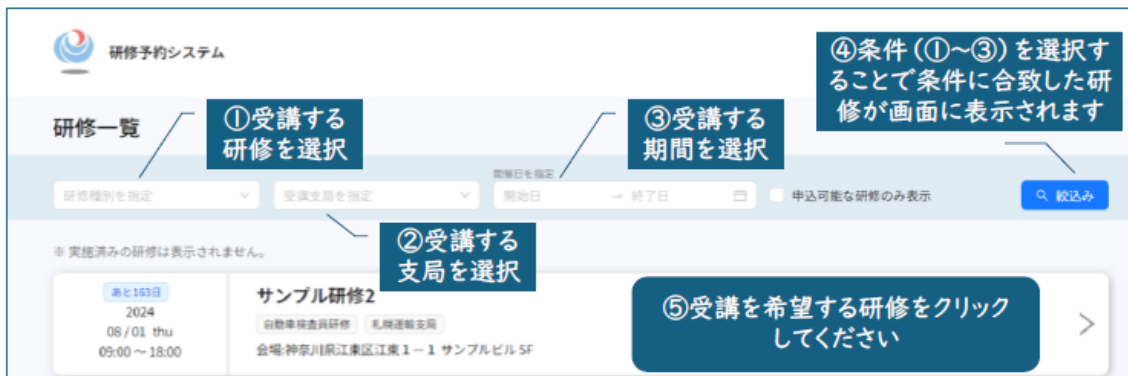 研修予約システム
④条件(①~③)を選択す
ることで条件に合致した研
修が画面に表示されます
研修一覧
①受講する
研修を選択
③受講する
期間を選択
開催日を指定
研修種別を指定
受講支局を指定
開始日 → 終了日
申込可能な研修のみ表示
絞込み
②受講する
支局を選択
※ 実施済みの研修は表示されません。
あと163日
2024
08/01 thu
09:00 ~ 18:00
サンプル研修2
自動車検査員研修 札幌運輸支局
会場:神奈川県江東区江東1-1 サンプルビル 5F
⑤受講を希望する研修をクリック
してください